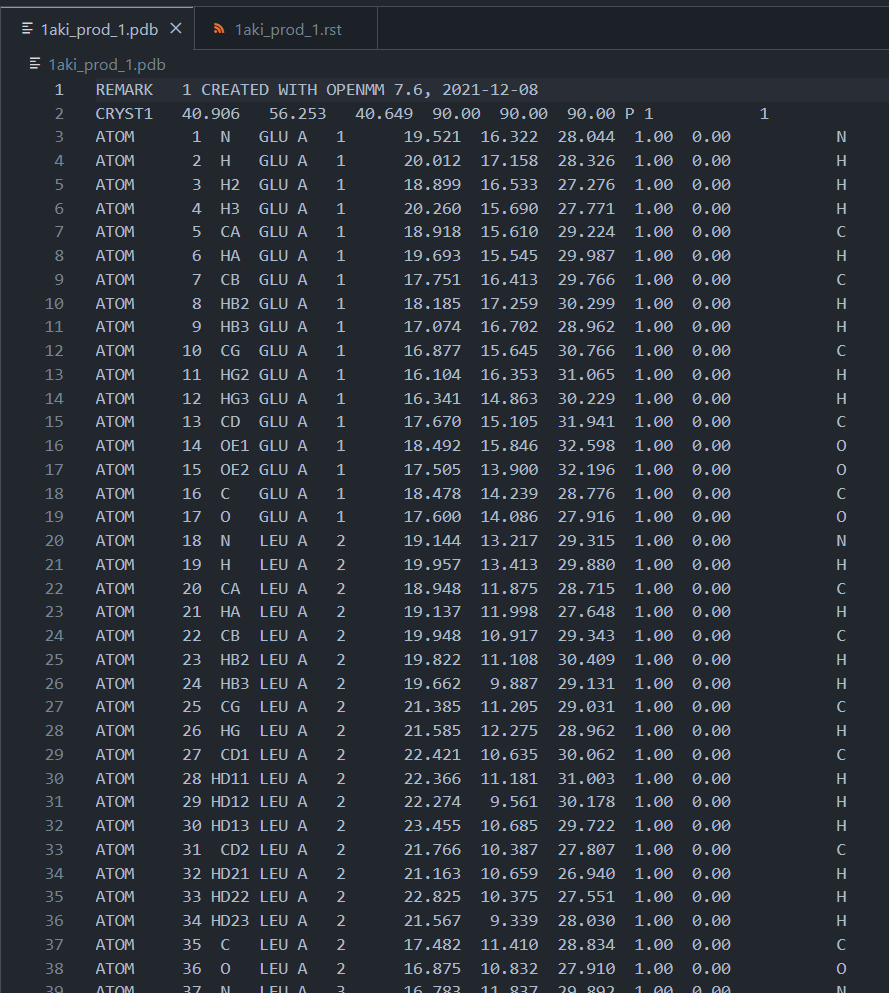 1aki_prod_1.pdb 1aki_prod_1.rst
1aki_prod_1.pdb
1 REMARK   1 CREATED WITH OPENMM 7.6, 2021-12-08
2 CRYST1   40.906   56.253   40.649  90.00  90.00  90.00 P 1           1
3 ATOM      1  N   GLU A   1      19.521  16.322  28.044  1.00  0.00           N
4 ATOM      2  H   GLU A   1      20.012  17.158  28.326  1.00  0.00           H
5 ATOM      3  H2  GLU A   1      18.899  16.533  27.276  1.00  0.00           H
6 ATOM      4  H3  GLU A   1      20.260  15.690  27.771  1.00  0.00           H
7 ATOM      5  CA  GLU A   1      18.918  15.610  29.224  1.00  0.00           C
8 ATOM      6  HA  GLU A   1      19.693  15.545  29.987  1.00  0.00           H
9 ATOM      7  CB  GLU A   1      17.751  16.413  29.766  1.00  0.00           C
10 ATOM      8  HB2 GLU A   1      18.185  17.259  30.299  1.00  0.00           H
11 ATOM      9  HB3 GLU A   1      17.074  16.702  28.962  1.00  0.00           H
12 ATOM     10  CG  GLU A   1      16.877  15.645  30.766  1.00  0.00           C
13 ATOM     11  HG2 GLU A   1      16.104  16.353  31.065  1.00  0.00           H
14 ATOM     12  HG3 GLU A   1      16.341  14.863  30.229  1.00  0.00           H
15 ATOM     13  CD  GLU A   1      17.670  15.105  31.941  1.00  0.00           C
16 ATOM     14  OE1 GLU A   1      18.492  15.846  32.598  1.00  0.00           O
17 ATOM     15  OE2 GLU A   1      17.505  13.900  32.196  1.00  0.00           O
18 ATOM     16  C   GLU A   1      18.478  14.239  28.776  1.00  0.00           C
19 ATOM     17  O   GLU A   1      17.600  14.086  27.916  1.00  0.00           O
20 ATOM     18  N   LEU A   2      19.144  13.217  29.315  1.00  0.00           N
21 ATOM     19  H   LEU A   2      19.957  13.413  29.880  1.00  0.00           H
22 ATOM     20  CA  LEU A   2      18.948  11.875  28.715  1.00  0.00           C
23 ATOM     21  HA  LEU A   2      19.137  11.998  27.648  1.00  0.00           H
24 ATOM     22  CB  LEU A   2      19.948  10.917  29.343  1.00  0.00           C
25 ATOM     23  HB2 LEU A   2      19.822  11.108  30.409  1.00  0.00           H
26 ATOM     24  HB3 LEU A   2      19.662   9.887  29.131  1.00  0.00           H
27 ATOM     25  CG  LEU A   2      21.385  11.205  29.031  1.00  0.00           C
28 ATOM     26  HG  LEU A   2      21.585  12.275  28.962  1.00  0.00           H
29 ATOM     27  CD1 LEU A   2      22.421  10.635  30.062  1.00  0.00           C
30 ATOM     28 HD11 LEU A   2      22.366  11.181  31.003  1.00  0.00           H
31 ATOM     29 HD12 LEU A   2      22.274   9.561  30.178  1.00  0.00           H
32 ATOM     30 HD13 LEU A   2      23.455  10.685  29.722  1.00  0.00           H
33 ATOM     31  CD2 LEU A   2      21.766  10.387  27.807  1.00  0.00           C
34 ATOM     32 HD21 LEU A   2      21.163  10.659  26.940  1.00  0.00           H
35 ATOM     33 HD22 LEU A   2      22.825  10.375  27.551  1.00  0.00           H
36 ATOM     34 HD23 LEU A   2      21.567   9.339  28.030  1.00  0.00           H
37 ATOM     35  C   LEU A   2      17.482  11.410  28.834  1.00  0.00           C
38 ATOM     36  O   LEU A   2      16.875  10.832  27.910  1.00  0.00           O
39 ATOM     37  N   LEU A   3      16.783  11.837  29.892  1.00  0.00           N